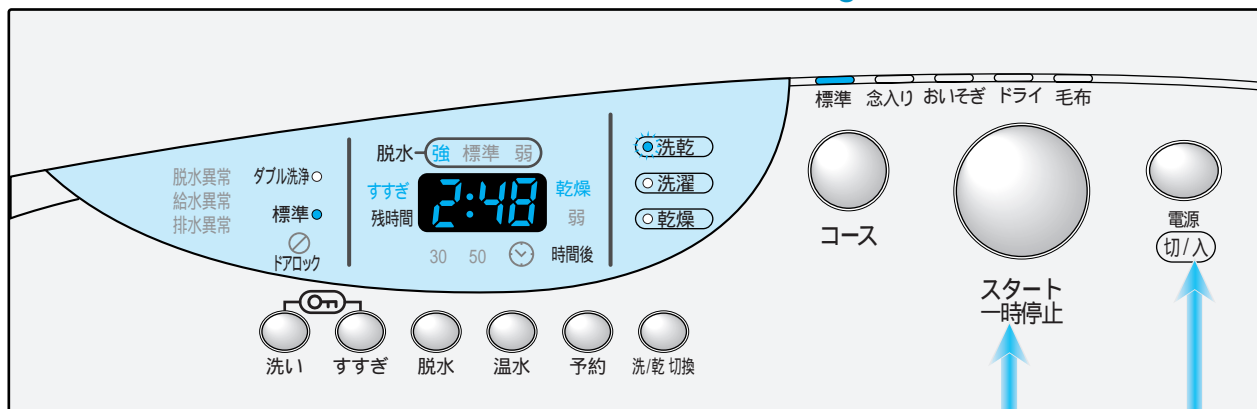 標準 念入り おいそぎ ドライ 毛布
脱水 強 標準 弱
脱水異常
給水異常
排水異常
ダブル洗浄
標準
ドアロック
すすぎ
残時間
2:48
乾燥
弱
30 50 時間後
洗乾
洗濯
乾燥
コース
スタート
一時停止
電源
切/入
洗い すすぎ 脱水 温水 予約 洗/乾 切換